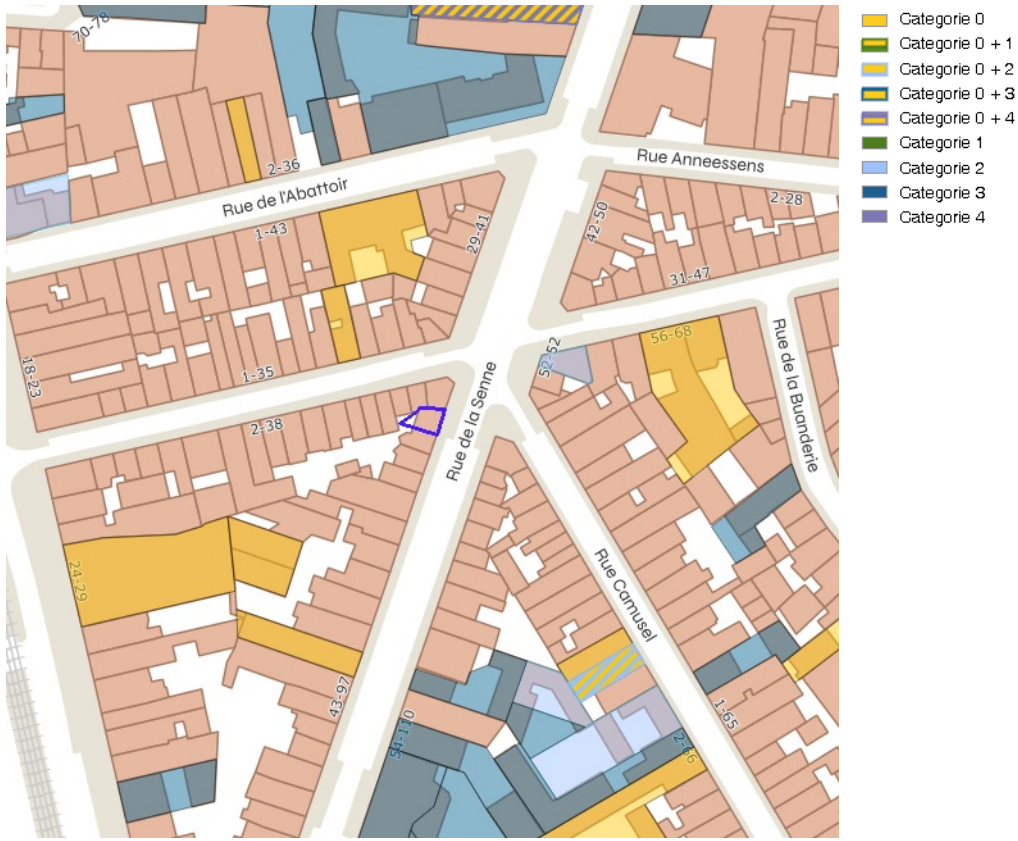 70-78
2-36
Rue de l'Abattoir
1-43
29-41
Rue Anneessens
2-28
42-50
31-47
18-23
1-35
2-38
Rue de la Senne
52-52
56-68
Rue de la Buanderie
24-29
43-97
Rue Camusel
54-110
1-65
2-66
Categorie 0
Categorie 0 + 1
Categorie 0 + 2
Categorie 0 + 3
Categorie 0 + 4
Categorie 1
Categorie 2
Categorie 3
Categorie 4